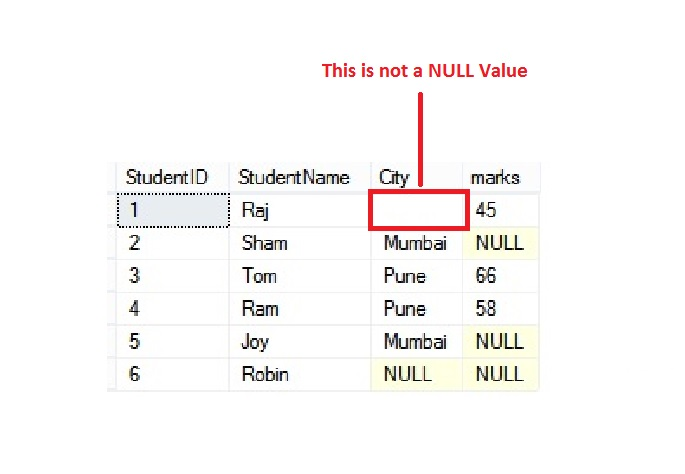 This is not a NULL Value
StudentID StudentName City marks
1 Raj 45
2 Sham Mumbai NULL
3 Tom Pune 66
4 Ram Pune 58
5 Joy Mumbai NULL
6 Robin NULL NULL